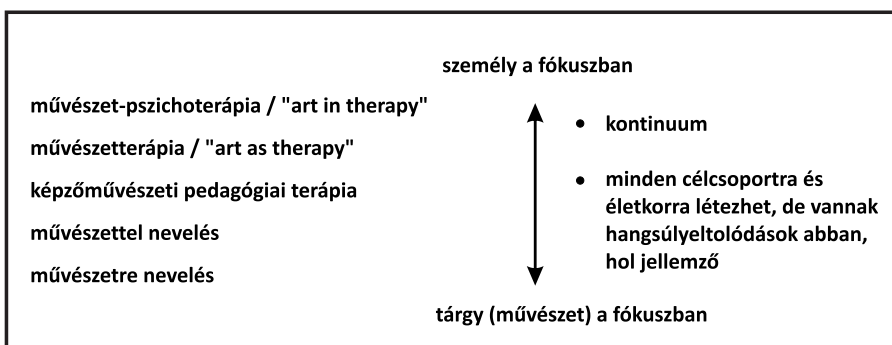 személy a fókuszban
művészet-pszichoterápia / "art in therapy"
művészetterápia / "art as therapy"
képzőművészeti pedagógiai terápia
művészettel nevelés
művészetre nevelés
• kontinuum
• minden célcsoportra és
életkorra létezhet, de vannak
hangsúlyeltolódások abban,
hol jellemző
tárgy (művészet) a fókuszban